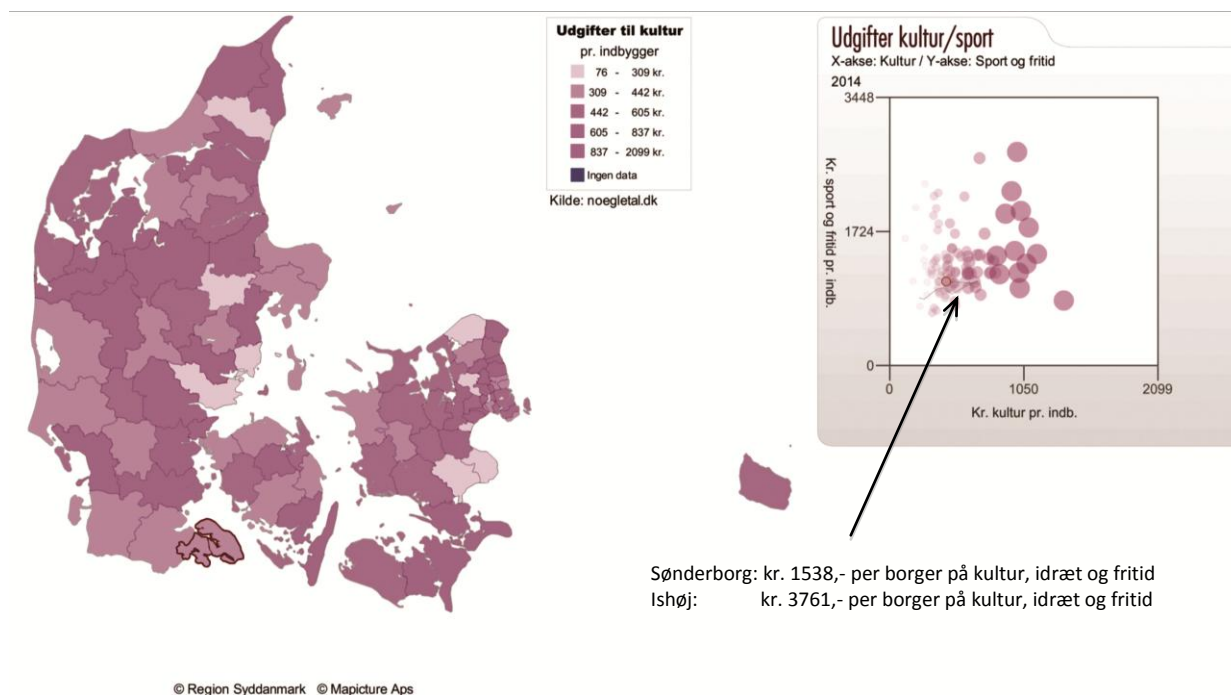 Udgifter til kultur
pr. indbygger
76 - 309 kr.
309 - 442 kr.
442 - 605 kr.
605 - 837 kr.
837 - 2099 kr.
Ingen data
Kilde: noegletal.dk
Udgifter kultur/sport
X-akse: Kultur / Y-akse: Sport og fritid
2014
3448
1724
0
Kr. sport og fritid pr. indb.
0
1050
2099
Kr. kultur pr. indb.
Sønderborg: kr. 1538,- per borger på kultur, idræt og fritid
Ishøj: kr. 3761,- per borger på kultur, idræt og fritid
© Region Syddanmark © Mapicture Aps